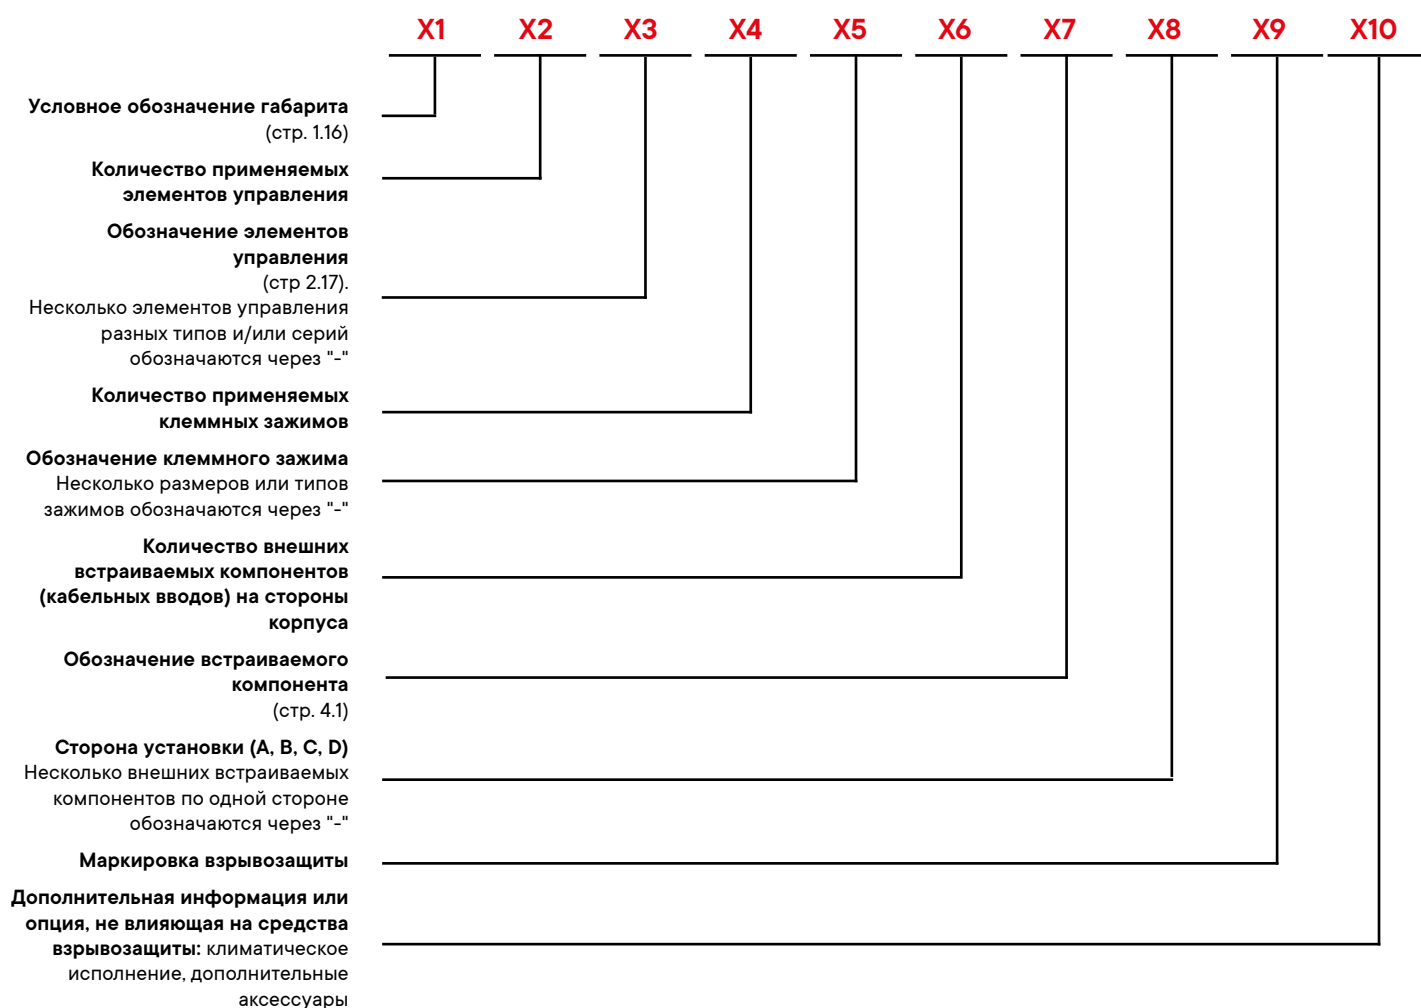 X1 X2 X3 X4 X5 X6 X7 X8 X9 X10
Условное обозначение габарита
(стр. 1.16)
Количество применяемых
элементов управления
Обозначение элементов
управления
(стр 2.17).
Несколько элементов управления
разных типов и/или серий
обозначаются через "-"
Количество применяемых
клеммных зажимов
Обозначение клеммного зажима
Несколько размеров или типов
зажимов обозначаются через "-"
Количество внешних
встраиваемых компонентов
(кабельных вводов) на стороны
корпуса
Обозначение встраиваемого
компонента
(стр. 4.1)
Сторона установки (A, B, C, D)
Несколько внешних встраиваемых
компонентов по одной стороне
обозначаются через "-"
Маркировка взрывозащиты
Дополнительная информация или
опция, не влияющая на средства
взрывозащиты: климатическое
исполнение, дополнительные
аксессуары